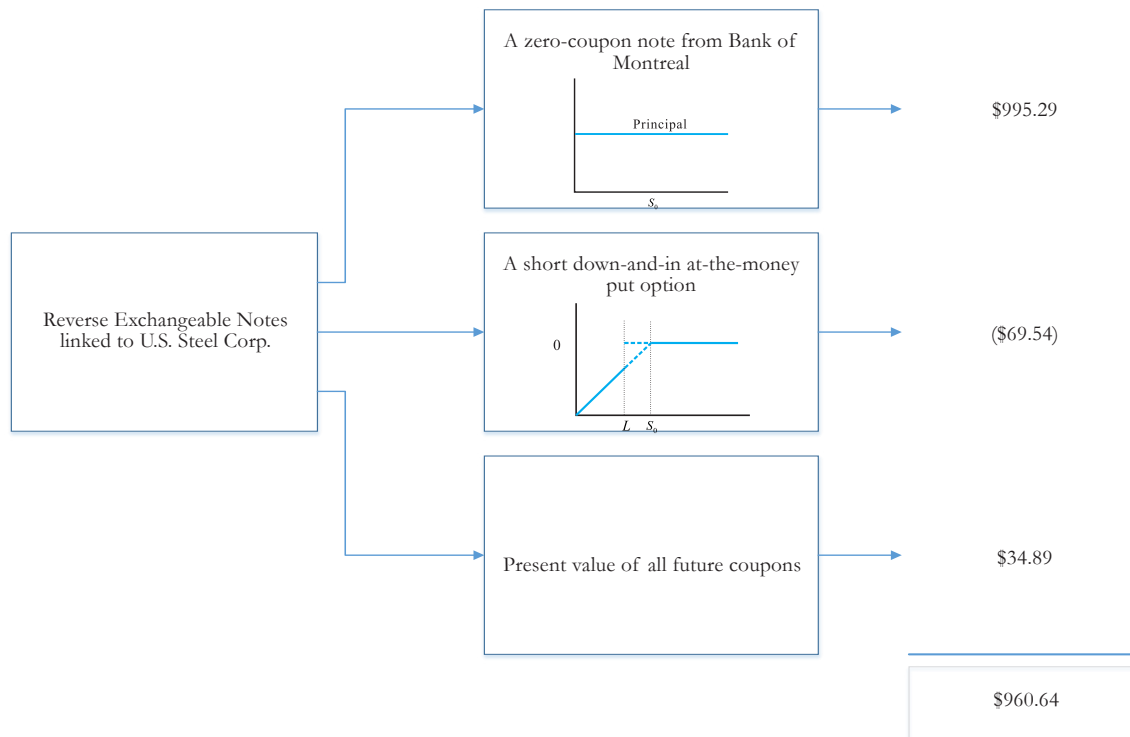 A zero-coupon note from Bank of
Montreal
Principal
S₀
$995.29
Reverse Exchangeable Notes
linked to U.S. Steel Corp.
A short down-and-in at-the-money
put option
0
L S₀
($69.54)
Present value of all future coupons
$34.89
$960.64